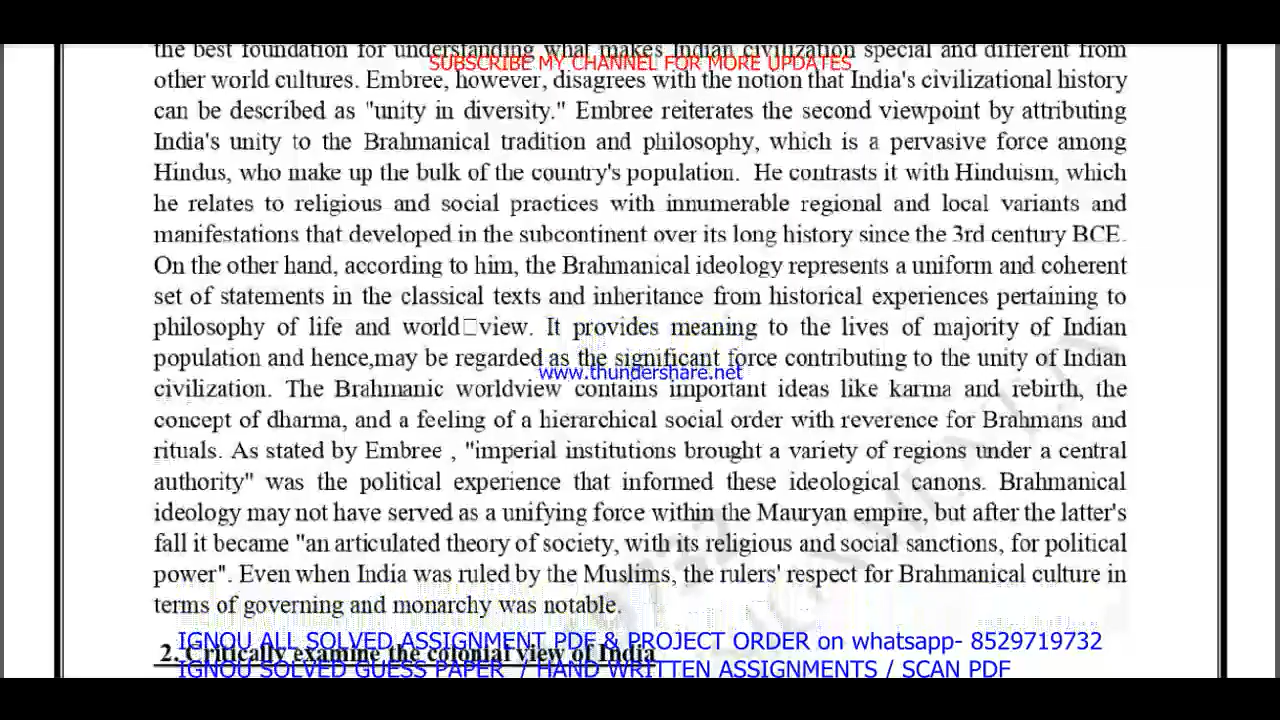 the best foundation for understanding what makes Indian civilization special and different from
SUBSCRIBE MY CHANNEL FOR MORE UPDATES
other world cultures. Embree, however, disagrees with the notion that India's civilizational history
can be described as "unity in diversity." Embree reiterates the second viewpoint by attributing
India's unity to the Brahmanical tradition and philosophy, which is a pervasive force among
Hindus, who make up the bulk of the country's population. He contrasts it with Hinduism, which
he relates to religious and social practices with innumerable regional and local variants and
manifestations that developed in the subcontinent over its long history since the 3rd century BCE.
On the other hand, according to him, the Brahmanical ideology represents a uniform and coherent
set of statements in the classical texts and inheritance from historical experiences pertaining to
philosophy of life and world□view. It provides meaning to the lives of majority of Indian
population and hence,may be regarded as the significant force contributing to the unity of Indian
www.thundershare.net
civilization. The Brahmanic worldview contains important ideas like karma and rebirth, the
concept of dharma, and a feeling of a hierarchical social order with reverence for Brahmans and
rituals. As stated by Embree , "imperial institutions brought a variety of regions under a central
authority" was the political experience that informed these ideological canons. Brahmanical
ideology may not have served as a unifying force within the Mauryan empire, but after the latter's
fall it became "an articulated theory of society, with its religious and social sanctions, for political
power". Even when India was ruled by the Muslims, the rulers' respect for Brahmanical culture in
terms of governing and monarchy was notable.
IGNOU ALL SOLVED ASSIGNMENT PDF & PROJECT ORDER on whatsapp- 8529719732
2. Critically examine the colonial view of India
IGNOU SOLVED GUESS PAPER / HAND WRITTEN ASSIGNMENTS / SCAN PDF